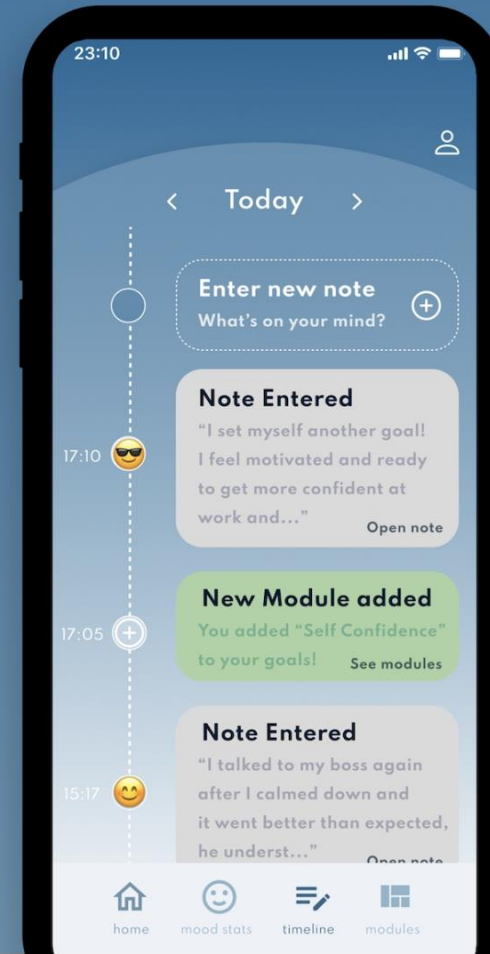 23:10
Today
Enter new note
What's on your mind?
17:10
Note Entered
“I set myself another goal!
I feel motivated and ready
to get more confident at
work and...”
Open note
17:05
New Module added
You added “Self Confidence”
to your goals!
See modules
15:17
Note Entered
“I talked to my boss again
after I calmed down and
it went better than expected,
he underst...”
Open note
home
mood stats
timeline
modules